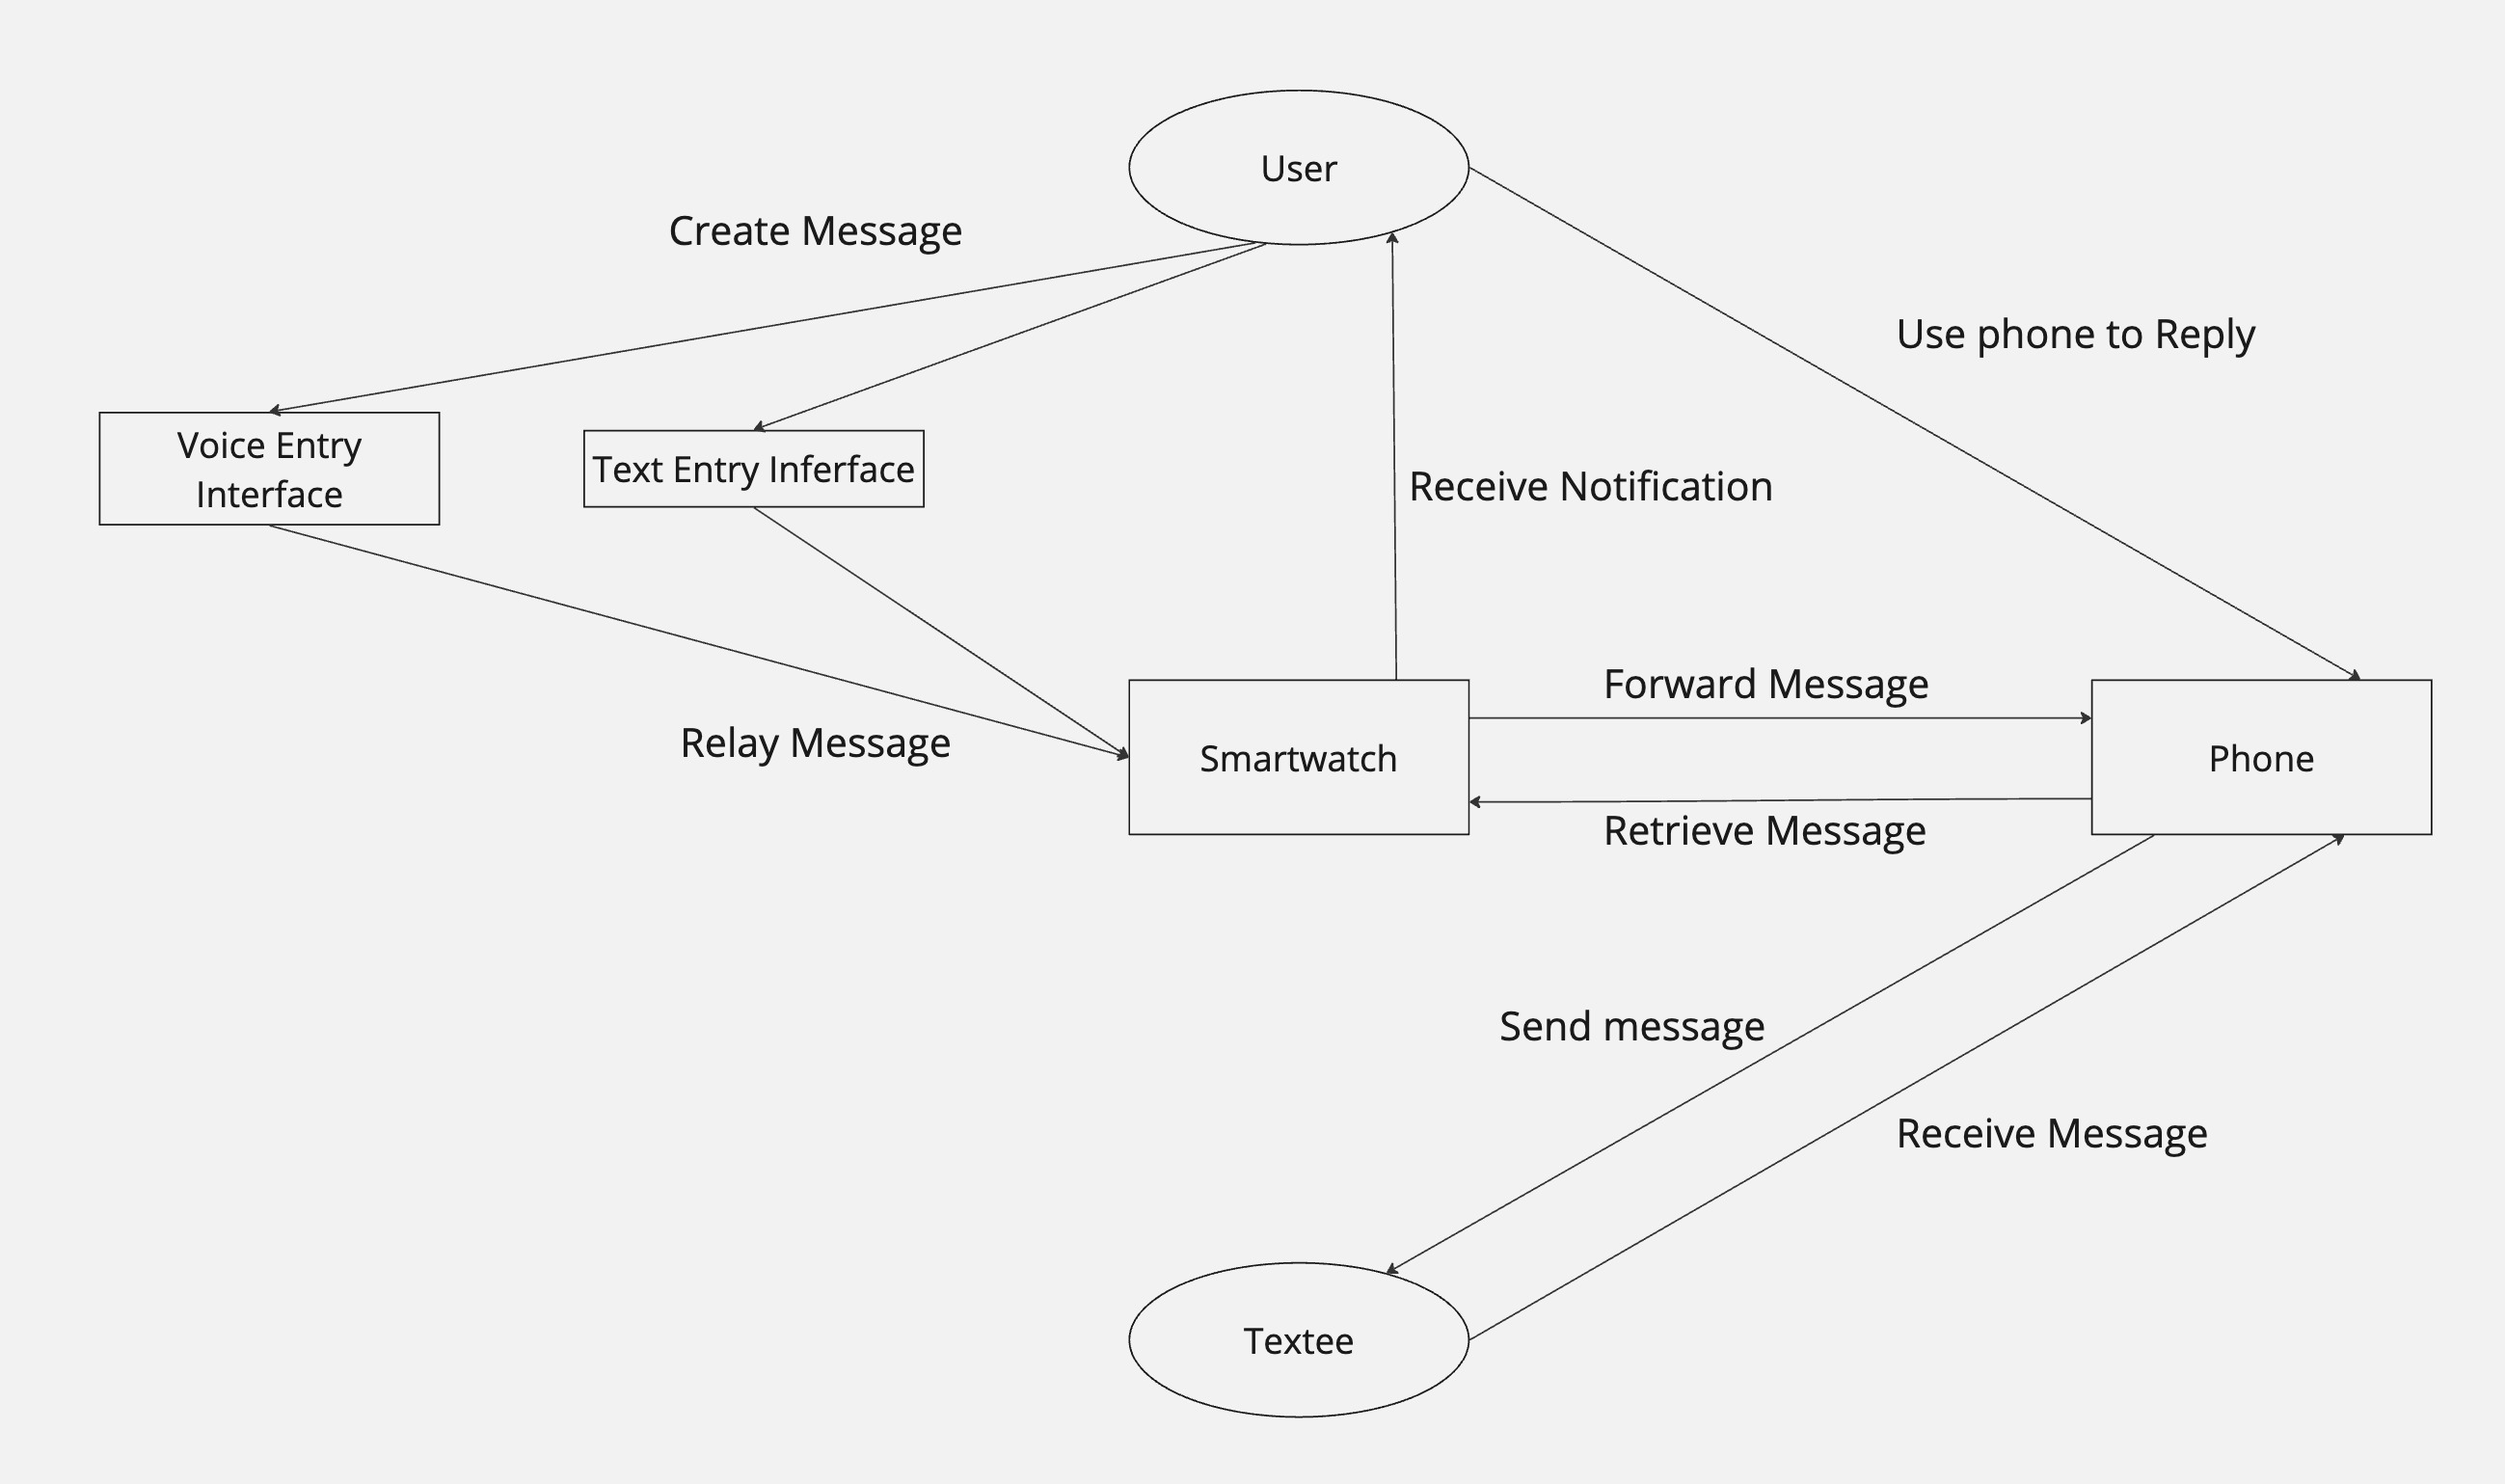 User
Create Message
Use phone to Reply
Voice Entry
Interface
Text Entry Inferface
Receive Notification
Forward Message
Relay Message
Smartwatch
Phone
Retrieve Message
Send message
Receive Message
Textee